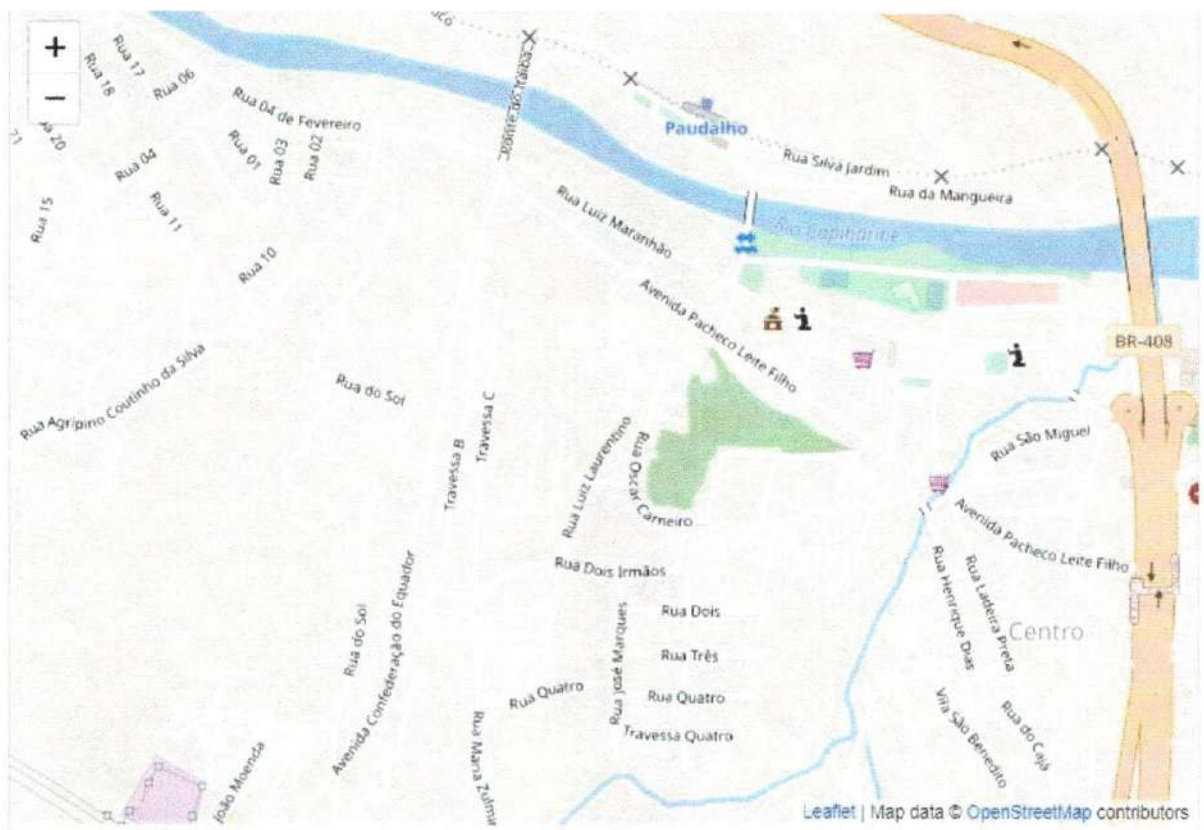 +
−
Rua 17
Rua 18
Rua 06
Rua 04 de Fevereiro
Rua 01
Rua 03
Rua 02
20
21
Rua 04
Rua 15
Rua 11
Rua 10
Paudalho
Rua Silva Jardim
Rua da Mangueira
Rio Capibaribe
Rua Luiz Maranhão
Avenida Pacheco Leite Filho
BR-408
Rua Agripino Coutinho da Silva
Rua do Sol
Travessa B
Travessa C
Rua Luiz Laurentino
Rua Oscar Carneiro
Rua São Miguel
Avenida Pacheco Leite Filho
Rua Dois Irmãos
Rua Henrique Dias
Rua Ladeira Preta
Centro
Rua Dois
Rua Três
Rua Quatro
Travessa Quatro
Rua José Marques
Rua Quatro
Rua do Sol
Avenida Confederação do Equador
Rua Maria Zulmir
Vila São Benedito
Rua do Cajá
João Moenda
Leaflet | Map data © OpenStreetMap contributors